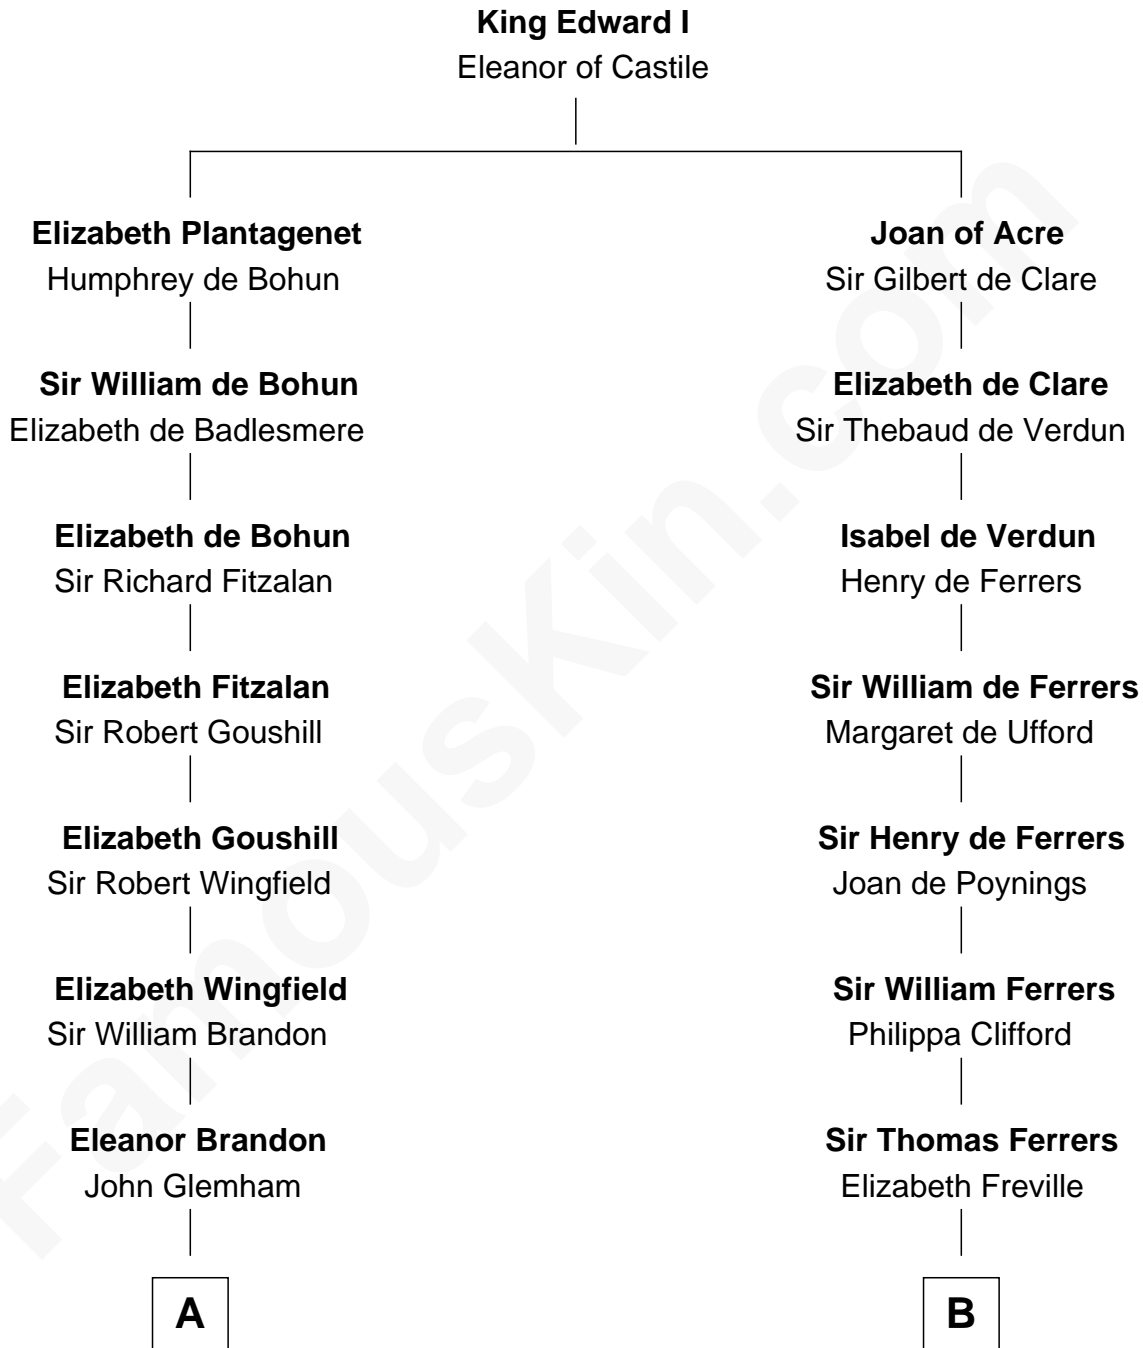 King Edward I
Eleanor of Castile
Elizabeth Plantagenet
Humphrey de Bohun
Joan of Acre
Sir Gilbert de Clare
Sir William de Bohun
Elizabeth de Badlesmere
Elizabeth de Clare
Sir Thebaud de Verdun
Elizabeth de Bohun
Sir Richard Fitzalan
Isabel de Verdun
Henry de Ferrers
Elizabeth Fitzalan
Sir Robert Goushill
Sir William de Ferrers
Margaret de Ufford
Elizabeth Goushill
Sir Robert Wingfield
Sir Henry de Ferrers
Joan de Poynings
Elizabeth Wingfield
Sir William Brandon
Sir William Ferrers
Philippa Clifford
Eleanor Brandon
John Glemham
Sir Thomas Ferrers
Elizabeth Freville
A
B
FamousKin.com